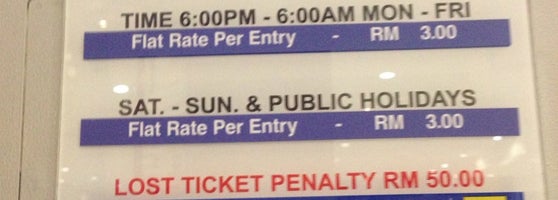 TIME 6:00PM - 6:00AM MON - FRI
Flat Rate Per Entry - RM 3.00
SAT. - SUN. & PUBLIC HOLIDAYS
Flat Rate Per Entry - RM 3.00
LOST TICKET PENALTY RM 50.00